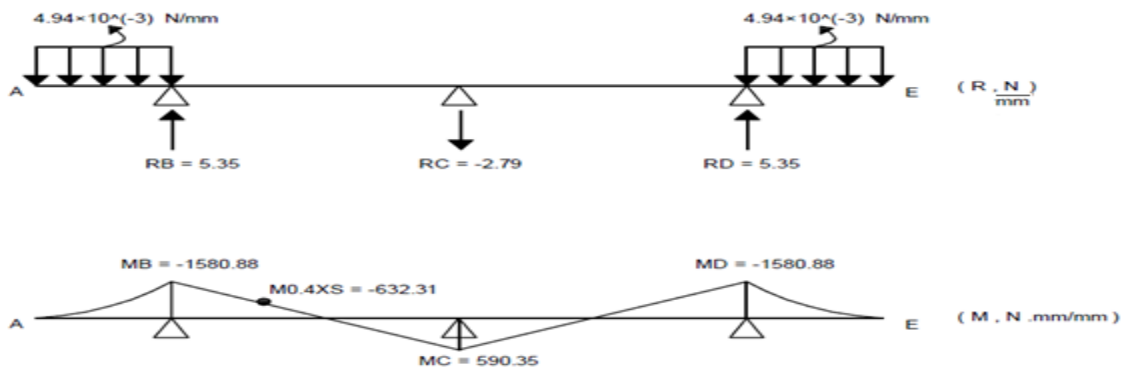 4.94×10^(-3) N/mm
4.94×10^(-3) N/mm
A
E
( R , N )
mm
RB = 5.35
RC = -2.79
RD = 5.35
MB = -1580.88
MD = -1580.88
M0.4XS = -632.31
A
E
( M , N .mm/mm )
MC = 590.35